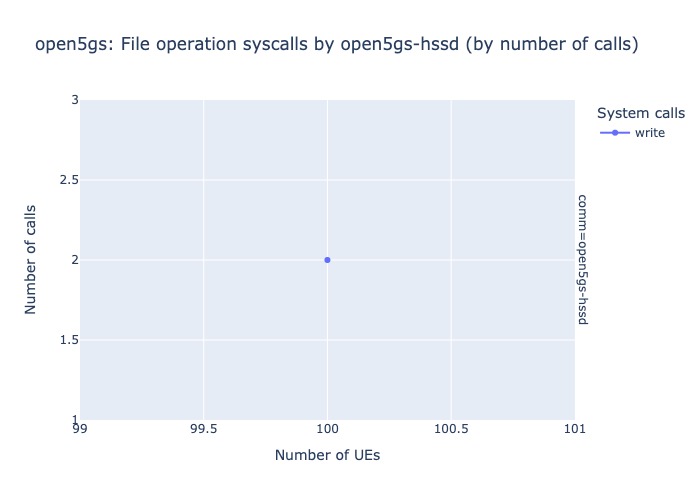 open5gs: File operation syscalls by open5gs-hssd (by number of calls)
System calls
write
3
2.5
2
1.5
1
Number of calls
comm=open5gs-hssd
99
99.5
100
100.5
101
Number of UEs